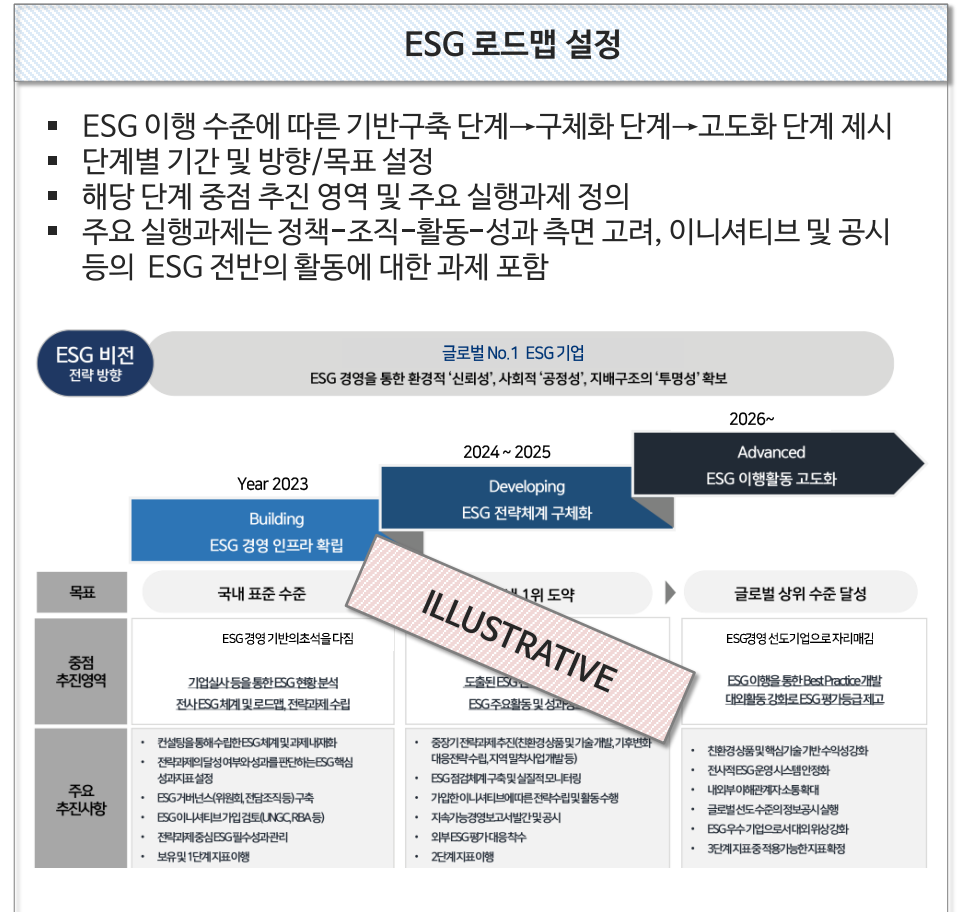 ESG 로드맵 설정
▪ ESG 이행 수준에 따른 기반구축 단계→구체화 단계→고도화 단계 제시
▪ 단계별 기간 및 방향/목표 설정
▪ 해당 단계 중점 추진 영역 및 주요 실행과제 정의
▪ 주요 실행과제는 정책-조직-활동-성과 측면 고려, 이니셔티브 및 공시
등의 ESG 전반의 활동에 대한 과제 포함
ESG 비전
전략 방향
글로벌 No.1 ESG 기업
ESG 경영을 통한 환경적 ‘신뢰성’, 사회적 ‘공정성’, 지배구조의 ‘투명성’ 확보
Year 2023
Building
ESG 경영 인프라 확립
2024 ~ 2025
Developing
ESG 전략체계 구체화
2026~
Advanced
ESG 이행활동 고도화
ILLUSTRATIVE
목표
국내 표준 수준
1위 도약
글로벌 상위 수준 달성
중점
추진영역
ESG 경영 기반의 초석을 다짐
기업실사 등을 통한 ESG 현황 분석
전사 ESG 체계 및 로드맵, 전략과제 수립
도출된 ESG
ESG 주요활동 및
ESG경영 선도기업으로 자리매김
ESG 이행을 통한 Best Practice 개발
대외활동 강화로 ESG 평가등급 제고
주요
추진사항
• 컨설팅을 통해 수립한 ESG 체계 및 과제 내재화
• 전략과제의 달성 여부와 성과를 판단하는 ESG 핵심
성과지표 설정
• ESG 거버넌스(위원회, 전담조직 등) 구축
• ESG 이니셔티브 가입 검토(UNGC, RBA 등)
• 전략과제 중심 ESG 필수성과 관리
• 보유 및 1단계 지표 이행
• 중장기 전략과제 추진(친환경 상품 및 기술 개발, 기후변화
대응전략 수립, 지역 밀착사업 개발 등)
• ESG 점검체계 구축 및 실질적 모니터링
• 가입한 이니셔티브에 따른 전략 수립 및 활동 수행
• 지속가능경영보고서 발간 및 공시
• 외부 ESG 평가 대응 착수
• 2단계 지표 이행
• 친환경 상품 및 핵심기술 기반 수익성 강화
• 전사적 ESG 운영 시스템 안정화
• 내외부 이해관계자 소통 확대
• 글로벌 선도 수준의 정보공시 실행
• ESG 우수 기업으로서 대외 위상 강화
• 3단계 지표 중 적용 가능한 지표 확정